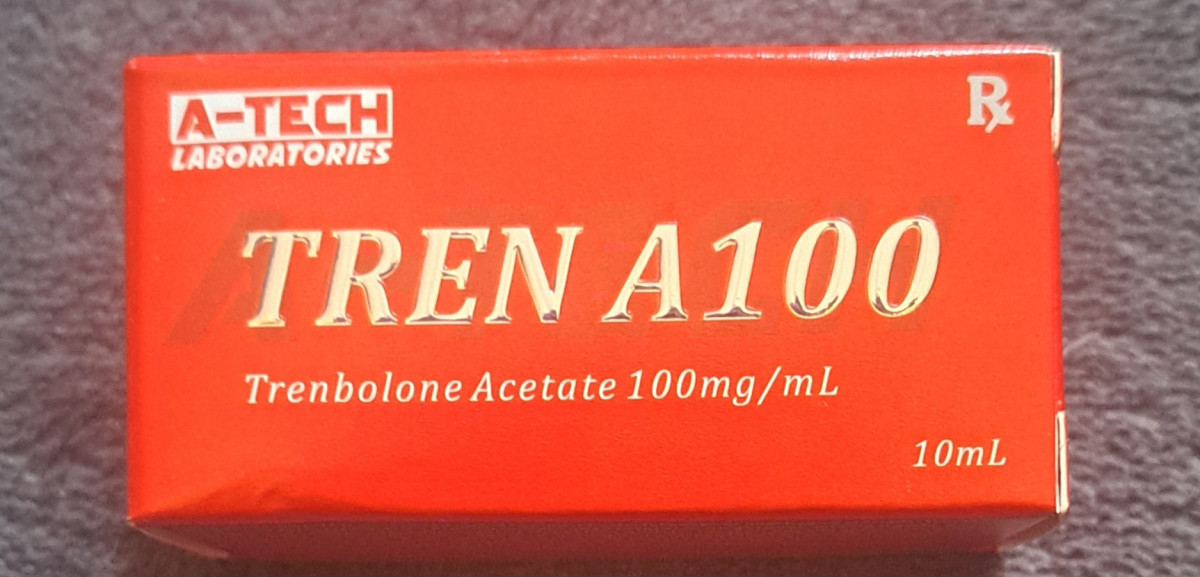 A-TECH
LABORATORIES
℞
TREN A100
Trenbolone Acetate 100mg/mL
10mL